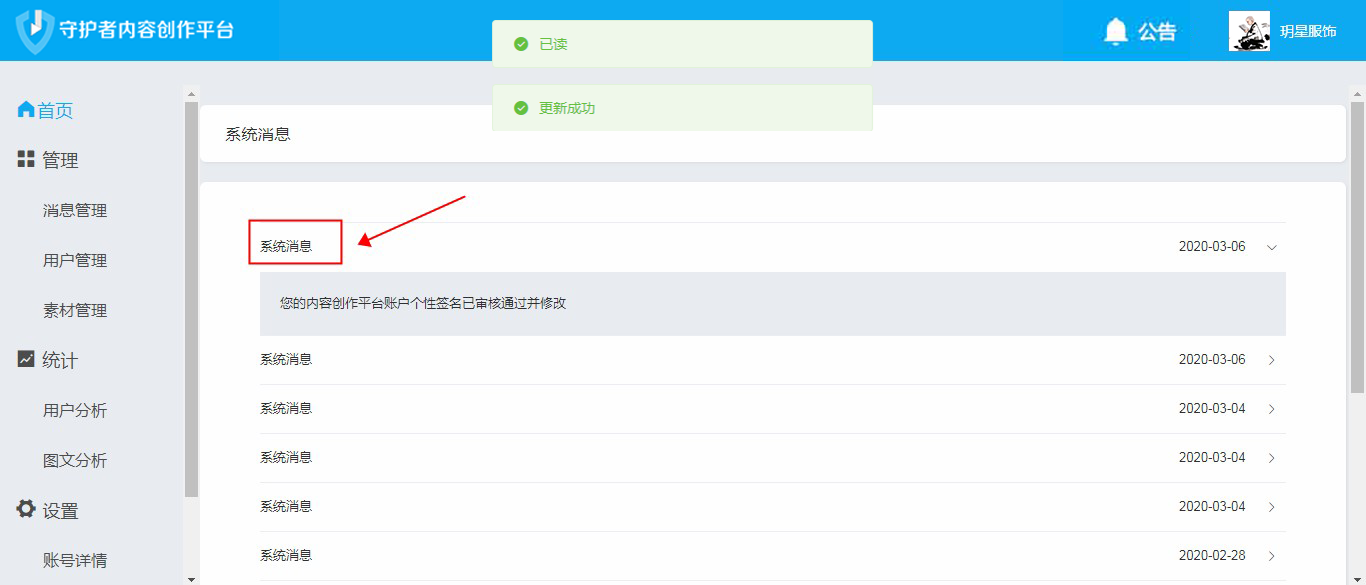 守护者内容创作平台
公告
玥星服饰
已读
更新成功
首页
管理
消息管理
用户管理
素材管理
统计
用户分析
图文分析
设置
账号详情
系统消息
系统消息 2020-03-06
您的内容创作平台账户个性签名已审核通过并修改
系统消息 2020-03-06
系统消息 2020-03-04
系统消息 2020-03-04
系统消息 2020-03-04
系统消息 2020-02-28